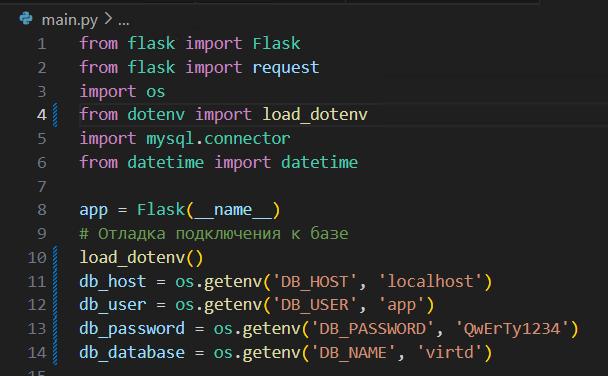 main.py > ...
1 from flask import Flask
2 from flask import request
3 import os
4 from dotenv import load_dotenv
5 import mysql.connector
6 from datetime import datetime
7
8 app = Flask(__name__)
9 # Отладка подключения к базе
10 load_dotenv()
11 db_host = os.getenv('DB_HOST', 'localhost')
12 db_user = os.getenv('DB_USER', 'app')
13 db_password = os.getenv('DB_PASSWORD', 'QwErTy1234')
14 db_database = os.getenv('DB_NAME', 'virtd')